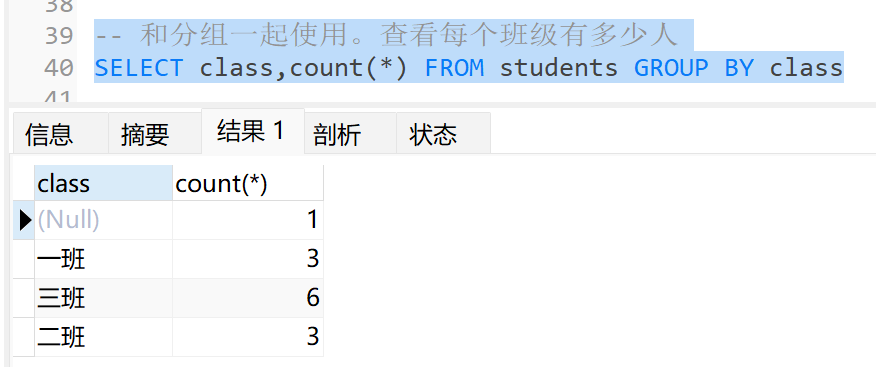 38
39 -- 和分组一起使用。查看每个班级有多少人
40 SELECT class,count(*) FROM students GROUP BY class
41
信息 摘要 结果 1 剖析 状态
class count(*)
(Null) 1
一班 3
三班 6
二班 3